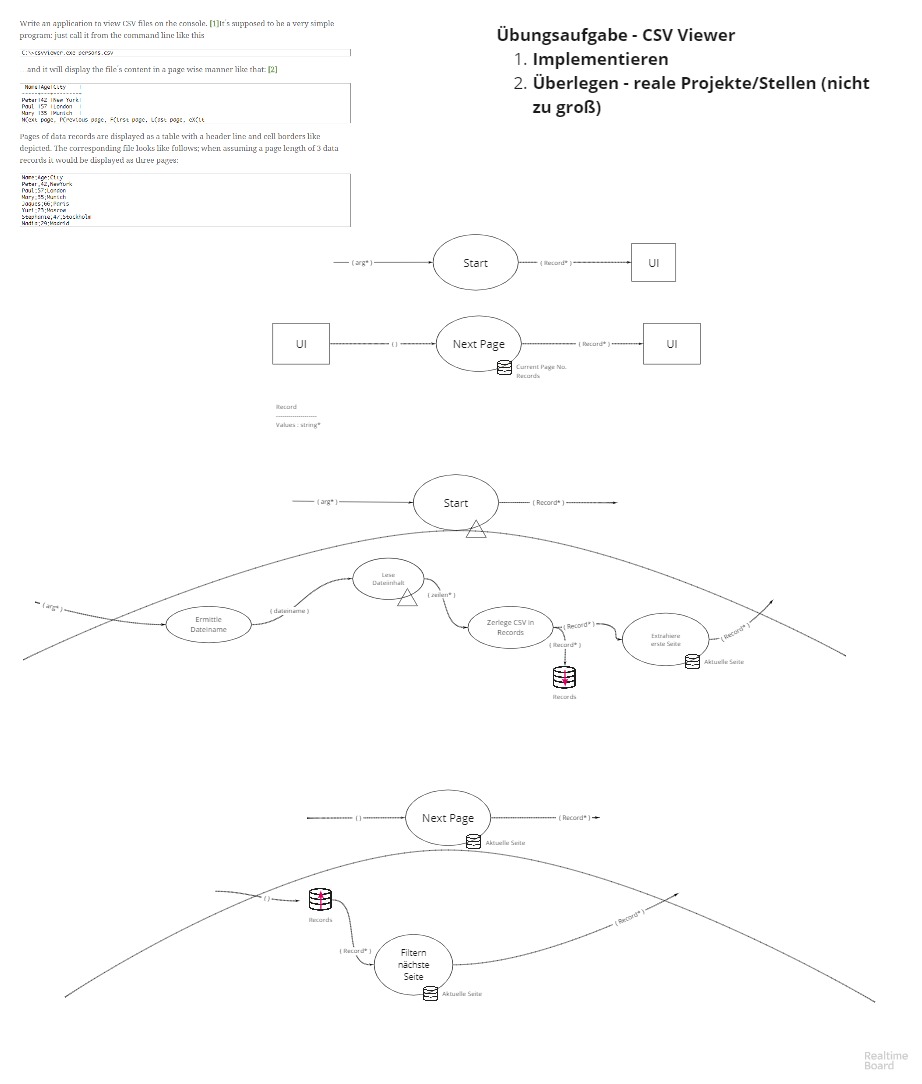 Write an application to view CSV files on the console. [1]It's supposed to be a very simple
program: just call it from the command line like this
C:\>csvviewer.exe persons.csv
... and it will display the file's content in a page wise manner like that: [2]
Name|Age|City |
Peter|42 |New York|
Paul |57 |London |
Mary |35 |Munich |
N(ext page, P(revious page, F(irst page, L(ast page, eX(it
Pages of data records are displayed as a table with a header line and cell borders like
depicted. The corresponding file looks like follows; when assuming a page length of 3 data
records it would be displayed as three pages:
Name;Age;City
Peter;42;NewYork
Paul;57;London
Mary;35;Munich
Jaques;66;Paris
Yuri;23;Moscow
Stephanie;47;Stockholm
Nadia;29;Madrid
Übungsaufgabe - CSV Viewer
1. Implementieren
2. Überlegen - reale Projekte/Stellen (nicht
zu groß)
( arg* )
Start
( Record* )
UI
UI
( )
Next Page
( Record* )
UI
Current Page No.
Records
Record
-------------------
Values : string*
( arg* )
Start
( Record* )
( arg* )
Ermittle
Dateiname
( dateiname )
Lese
Dateiinhalt
( zeilen* )
Zerlege CSV in
Records
( Record* )
( Record* )
Records
Extrahiere
erste Seite
( Record* )
Aktuelle Seite
( )
Next Page
( Record* )
Aktuelle Seite
( )
Records
( Record* )
Filtern
nächste
Seite
( Record* )
Aktuelle Seite
Realtime
Board